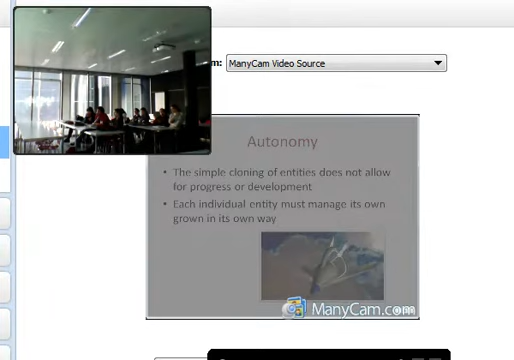 m:
ManyCam Video Source
Autonomy
• The simple cloning of entities does not allow
for progress or development
• Each individual entity must manage its own
grown in its own way
ManyCam.com